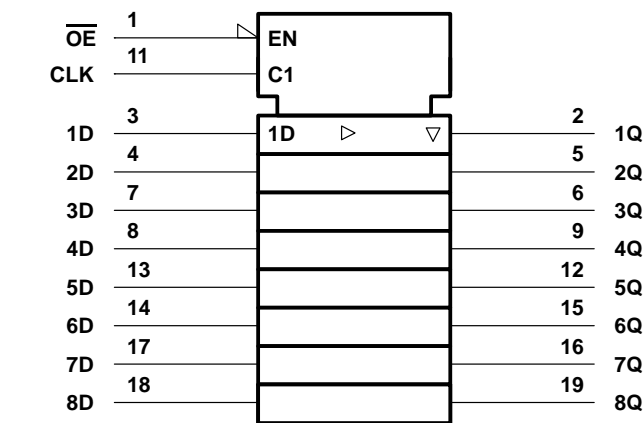 1
O̅E̅ EN
11
CLK C1
3 2
1D 1D 1Q
4 5
2D 2Q
7 6
3D 3Q
8 9
4D 4Q
13 12
5D 5Q
14 15
6D 6Q
17 16
7D 7Q
18 19
8D 8Q